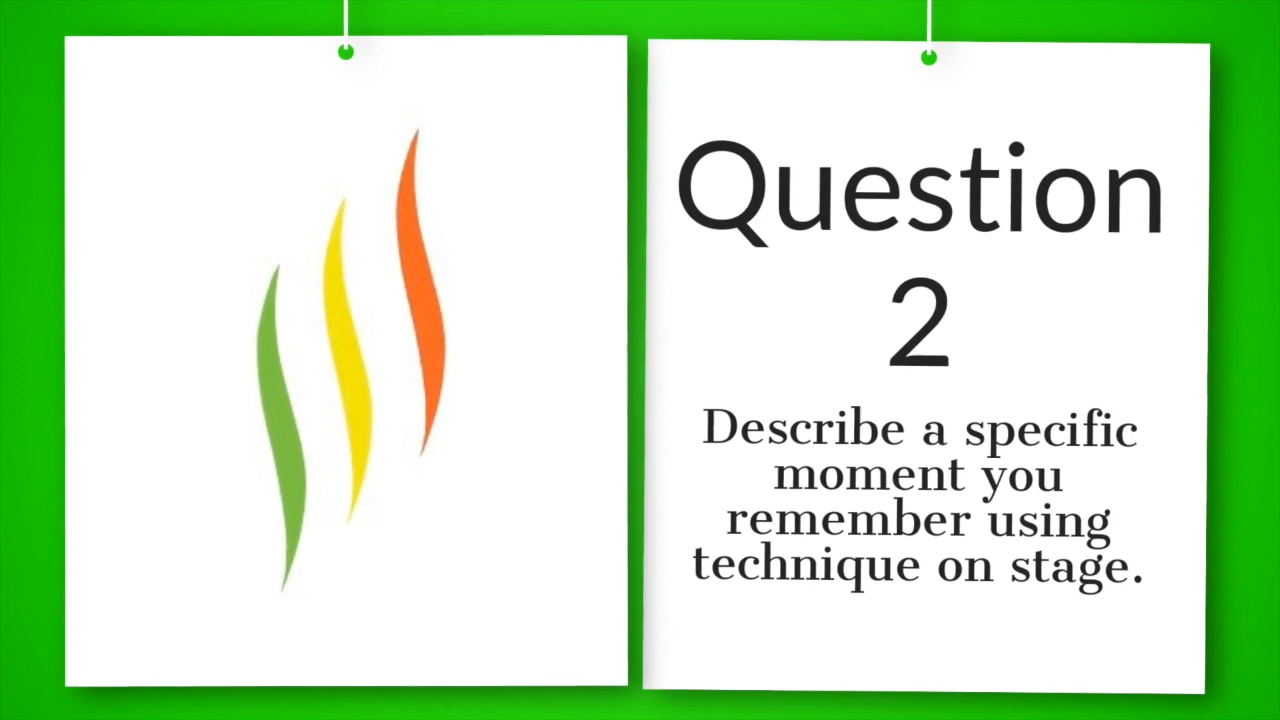 Question
2
Describe a specific
moment you
remember using
technique on stage.